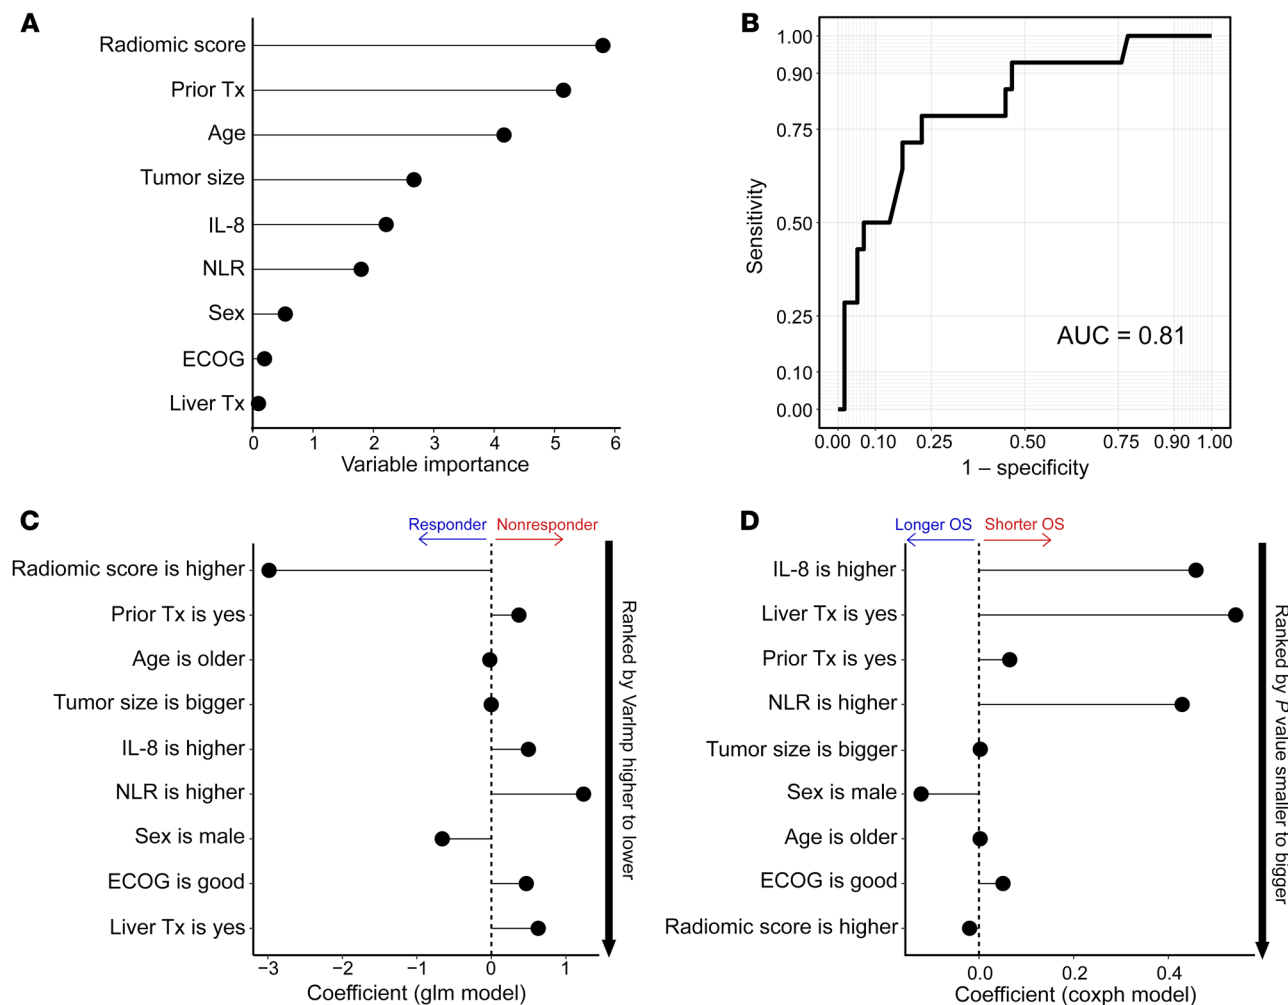 A
Radiomic score
Prior Tx
Age
Tumor size
IL-8
NLR
Sex
ECOG
Liver Tx
0 1 2 3 4 5 6
Variable importance
B
Sensitivity
1.00
0.90
0.75
0.50
0.25
0.10
0.00
AUC = 0.81
0.00 0.10 0.25 0.50 0.75 0.90 1.00
1 – specificity
C
Responder Nonresponder
Radiomic score is higher
Prior Tx is yes
Age is older
Tumor size is bigger
IL-8 is higher
NLR is higher
Sex is male
ECOG is good
Liver Tx is yes
Ranked by VarImp higher to lower
−3 −2 −1 0 1
Coefficient (glm model)
D
Longer OS Shorter OS
IL-8 is higher
Liver Tx is yes
Prior Tx is yes
NLR is higher
Tumor size is bigger
Sex is male
Age is older
ECOG is good
Radiomic score is higher
Ranked by P value smaller to bigger
0.0 0.2 0.4
Coefficient (coxph model)